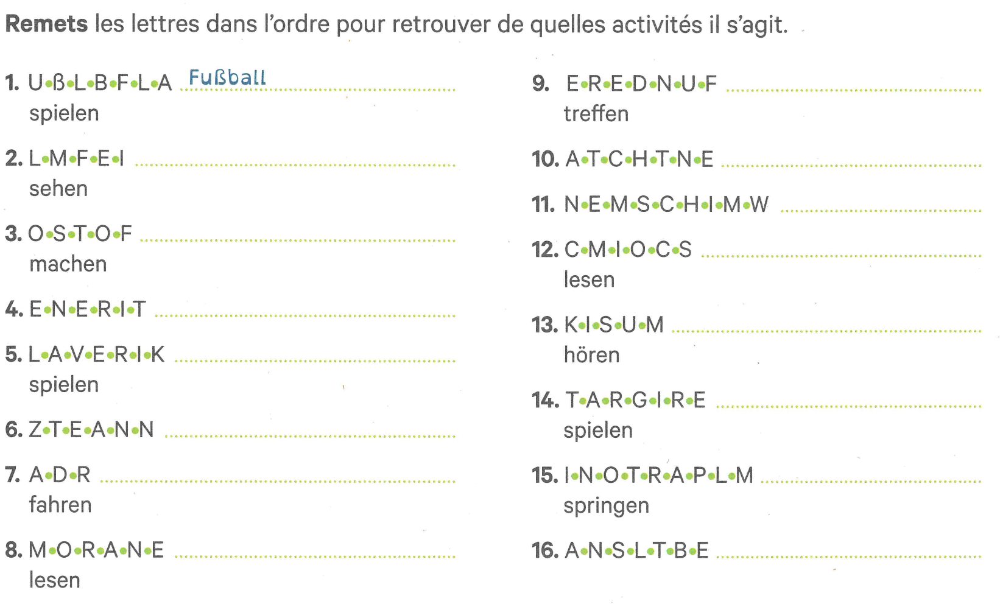 Remets les lettres dans l'ordre pour retrouver de quelles activités il s'agit.
1. U•ß•L•B•F•L•A Fußball
spielen
2. L•M•F•E•I
sehen
3. O•S•T•O•F
machen
4. E•N•E•R•I•T
5. L•A•V•E•R•I•K
spielen
6. Z•T•E•A•N•N
7. A•D•R
fahren
8. M•O•R•A•N•E
lesen
9. E•R•E•D•N•U•F
treffen
10. A•T•C•H•T•N•E
11. N•E•M•S•C•H•I•M•W
12. C•M•I•O•C•S
lesen
13. K•I•S•U•M
hören
14. T•A•R•G•I•R•E
spielen
15. I•N•O•T•R•A•P•L•M
springen
16. A•N•S•L•T•B•E